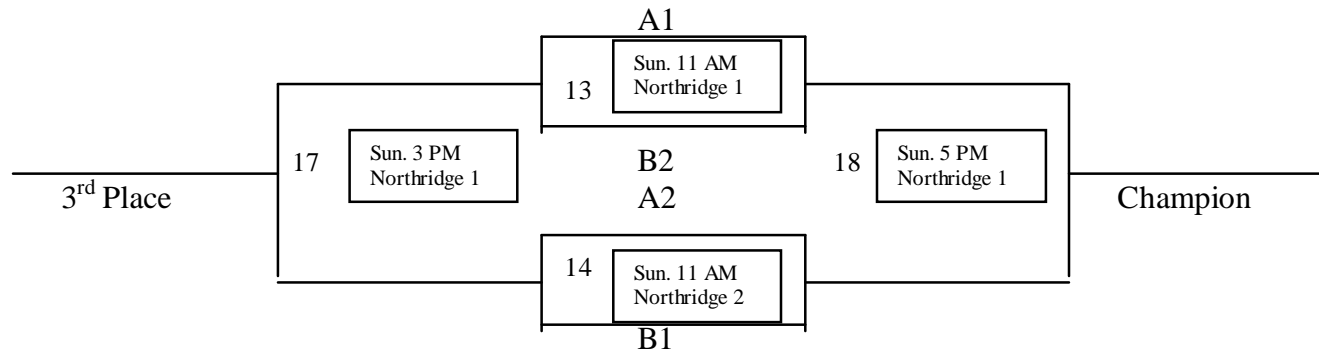 A1
13
Sun. 11 AM
Northridge 1
17
Sun. 3 PM
Northridge 1
B2
A2
18
Sun. 5 PM
Northridge 1
3rd Place
Champion
14
Sun. 11 AM
Northridge 2
B1